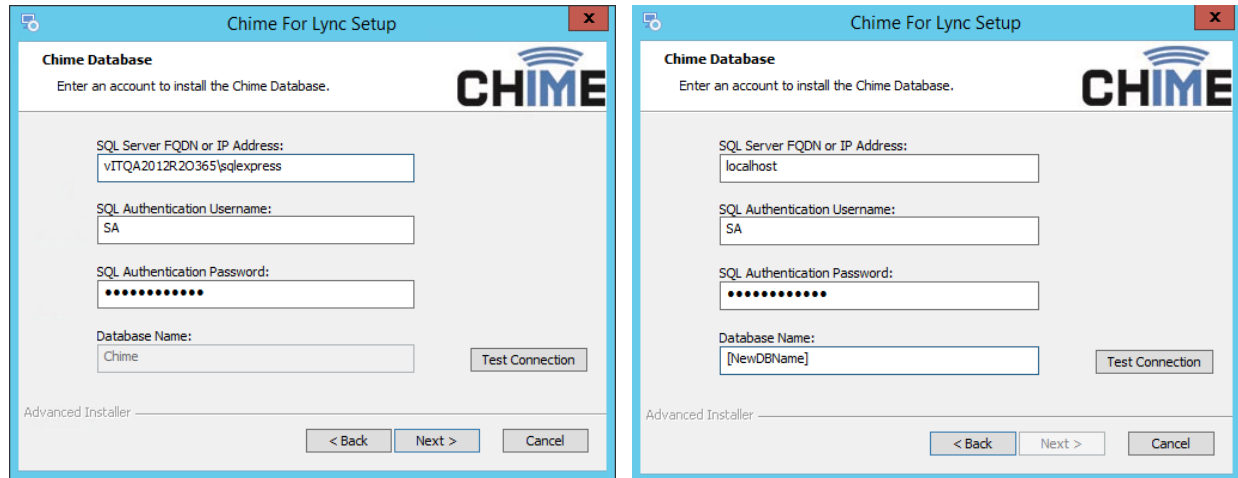 Chime For Lync Setup
x
Chime Database
Enter an account to install the Chime Database.
CHIME
SQL Server FQDN or IP Address:
vITQA2012R2O365\sqlexpress
SQL Authentication Username:
SA
SQL Authentication Password:
●●●●●●●●●●●●
Database Name:
Chime
Test Connection
Advanced Installer
< Back
Next >
Cancel
Chime For Lync Setup
x
Chime Database
Enter an account to install the Chime Database.
CHIME
SQL Server FQDN or IP Address:
localhost
SQL Authentication Username:
SA
SQL Authentication Password:
●●●●●●●●●●●●
Database Name:
[NewDBName]
Test Connection
Advanced Installer
< Back
Next >
Cancel